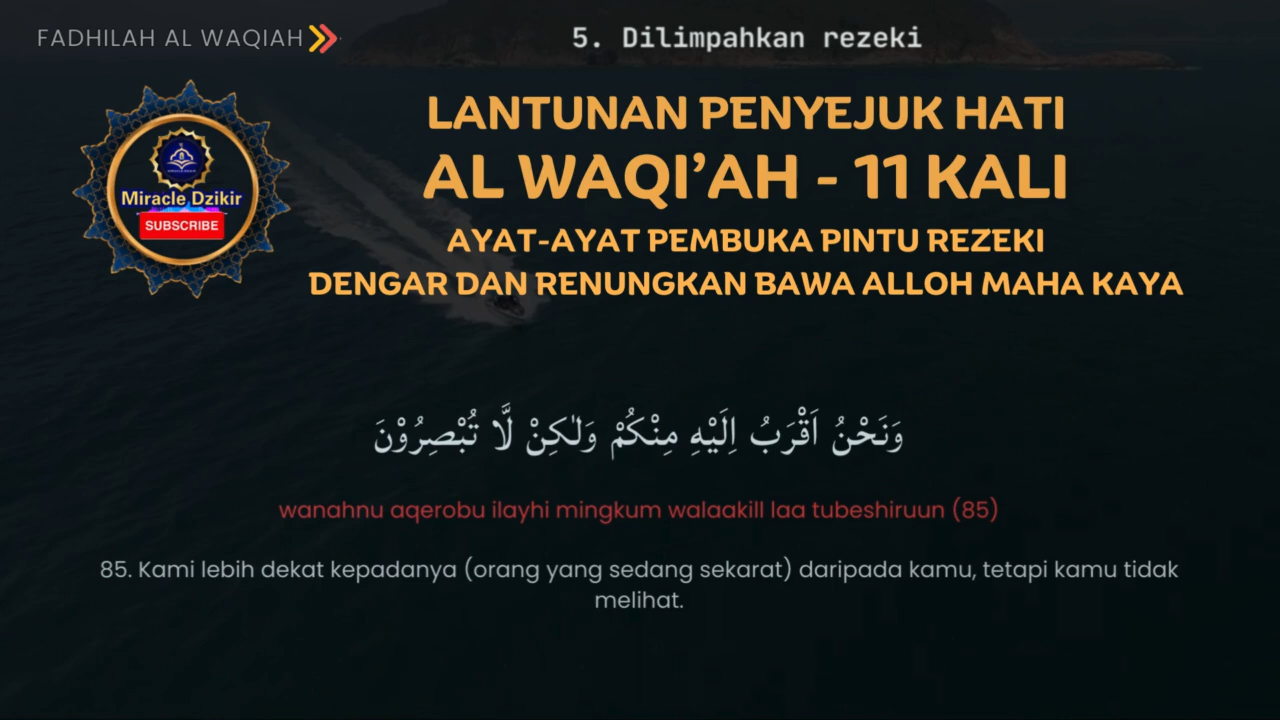 FADHILAH AL WAQIAH
5. Dilimpahkan rezeki
LANTUNAN PENYEJUK HATI
AL WAQI'AH - 11 KALI
AYAT-AYAT PEMBUKA PINTU REZEKI
DENGAR DAN RENUNGKAN BAWA ALLOH MAHA KAYA
Miracle Dzikir
SUBSCRIBE
وَنَحْنُ اَقْرَبُ اِلَيْهِ مِنْكُمْ وَلٰكِنْ لَّا تُبْصِرُوْنَ
wanahnu aqerobu ilayhi mingkum walaakill laa tubeshiruun (85)
85. Kami lebih dekat kepadanya (orang yang sedang sekarat) daripada kamu, tetapi kamu tidak
melihat.